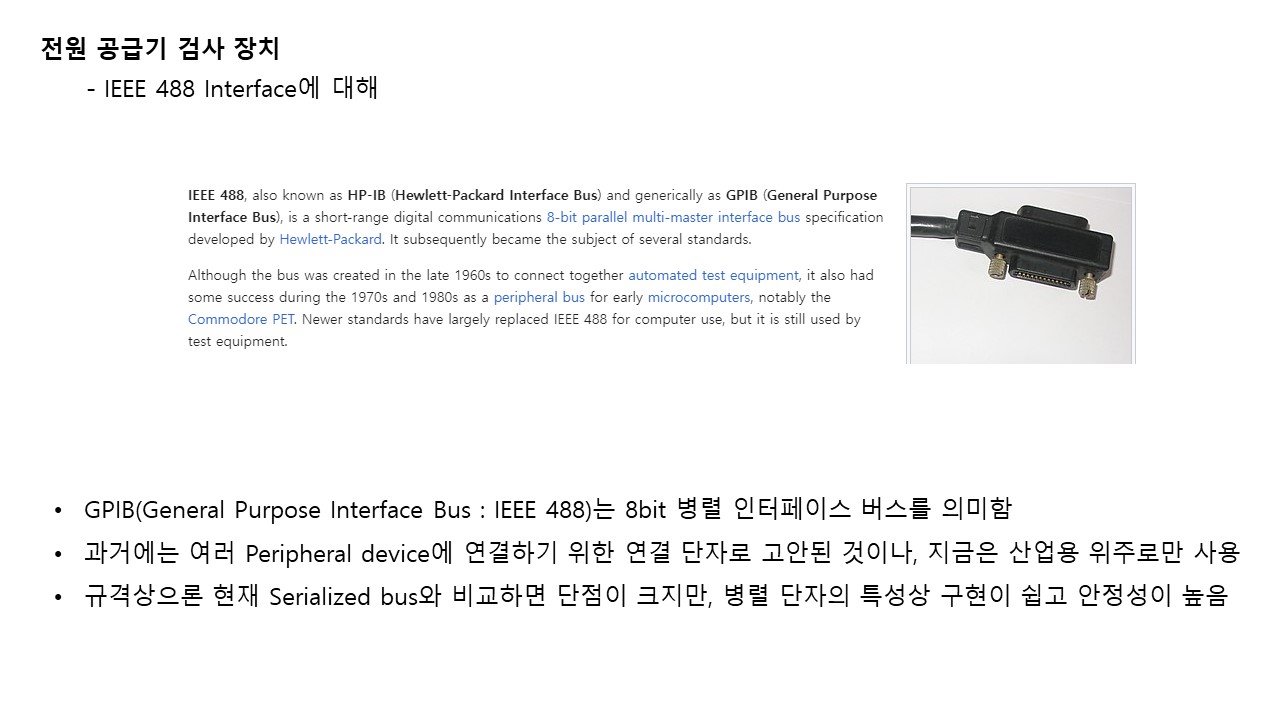 전원 공급기 검사 장치
- IEEE 488 Interface에 대해
IEEE 488, also known as HP-IB (Hewlett-Packard Interface Bus) and generically as GPIB (General Purpose
Interface Bus), is a short-range digital communications 8-bit parallel multi-master interface bus specification
developed by Hewlett-Packard. It subsequently became the subject of several standards.
Although the bus was created in the late 1960s to connect together automated test equipment, it also had
some success during the 1970s and 1980s as a peripheral bus for early microcomputers, notably the
Commodore PET. Newer standards have largely replaced IEEE 488 for computer use, but it is still used by
test equipment.
• GPIB(General Purpose Interface Bus : IEEE 488)는 8bit 병렬 인터페이스 버스를 의미함
• 과거에는 여러 Peripheral device에 연결하기 위한 연결 단자로 고안된 것이나, 지금은 산업용 위주로만 사용
• 규격상으론 현재 Serialized bus와 비교하면 단점이 크지만, 병렬 단자의 특성상 구현이 쉽고 안정성이 높음